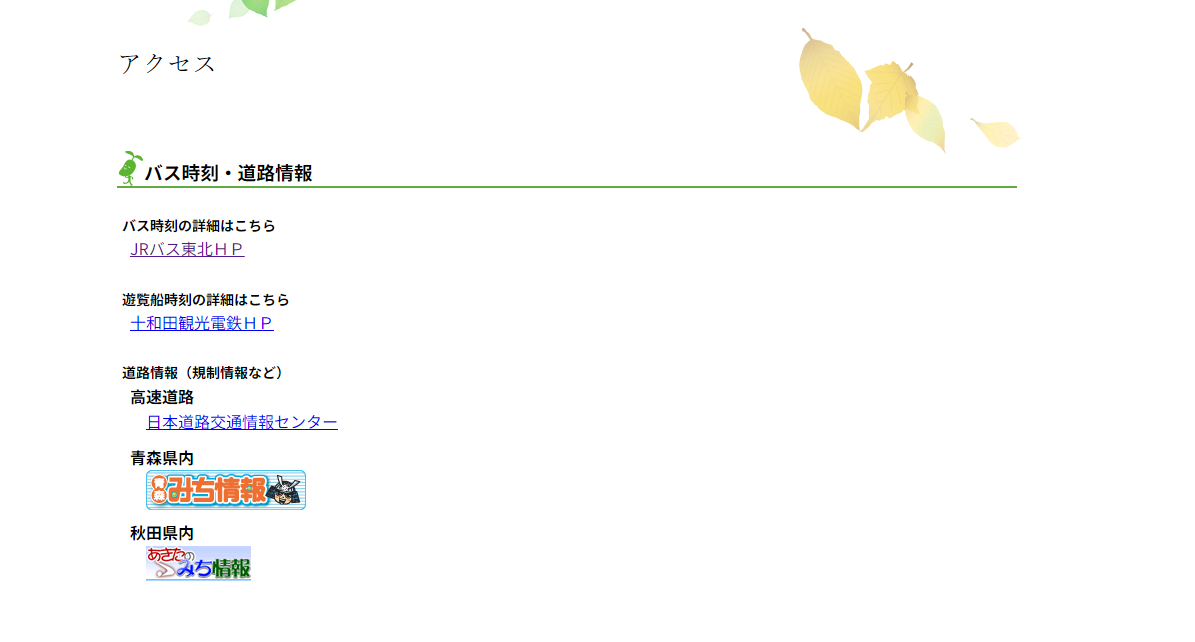 アクセス
バス時刻・道路情報
バス時刻の詳細はこちら
JRバス東北ＨＰ
遊覧船時刻の詳細はこちら
十和田観光電鉄ＨＰ
道路情報（規制情報など）
高速道路
日本道路交通情報センター
青森県内
青森みち情報
秋田県内
あきたの
みち情報